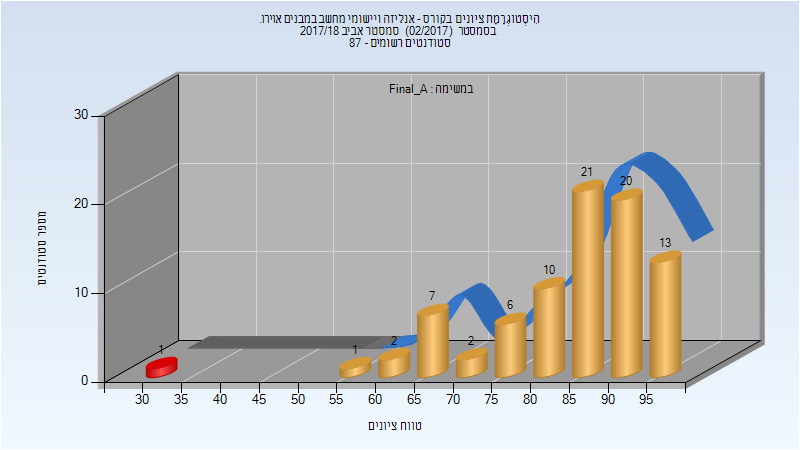 היסטוגרמת ציונים בקורס - אנליזה ויישומי מחשב במבנים אוירו.
בסמסטר (02/2017) סמסטר אביב 2017/18
סטודנטים רשומים - 87
במשימה : Final_A
30
20
10
0
מספר סטודנטים
1
1
2
7
2
6
10
21
20
13
30 35 40 45 50 55 60 65 70 75 80 85 90 95
טווח ציונים